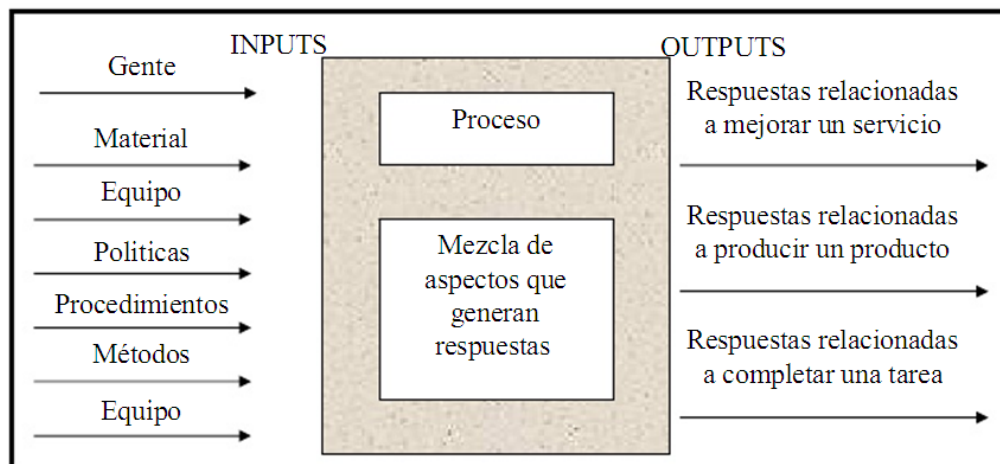 INPUTS
Gente
Material
Equipo
Politicas
Procedimientos
Métodos
Equipo
Proceso
Mezcla de
aspectos que
generan
respuestas
OUTPUTS
Respuestas relacionadas
a mejorar un servicio
Respuestas relacionadas
a producir un producto
Respuestas relacionadas
a completar una tarea